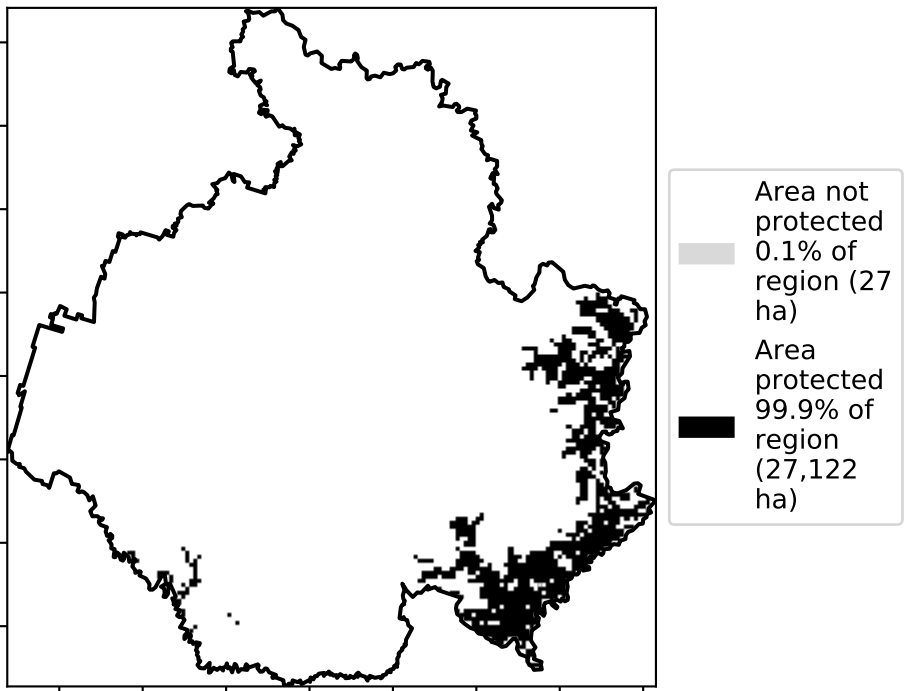 Area not
protected
0.1% of
region (27
ha)
Area
protected
99.9% of
region
(27,122
ha)